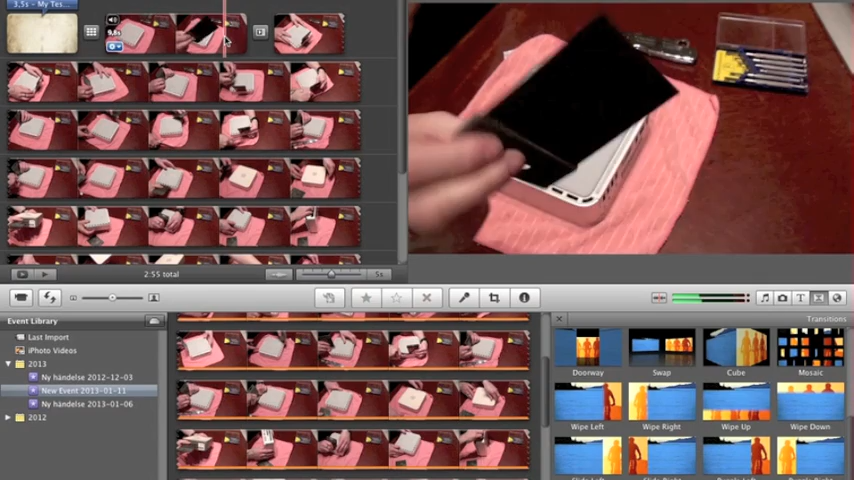 3,5s - My Tes...
9,8s
2:55 total
5s
Event Library
Transitions
Last Import
iPhoto Videos
2013
Ny händelse 2012-12-03
New Event 2013-01-11
Ny händelse 2013-01-06
2012
Doorway
Swap
Cube
Mosaic
Wipe Left
Wipe Right
Wipe Up
Wipe Down